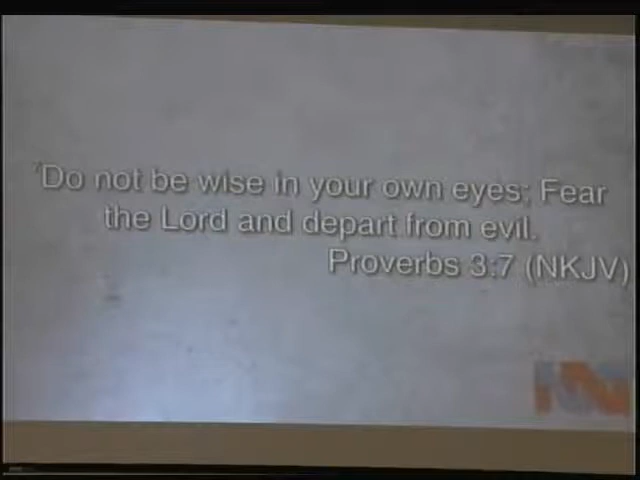 "Do not be wise in your own eyes; Fear
the Lord and depart from evil.
Proverbs 3:7 (NKJV)